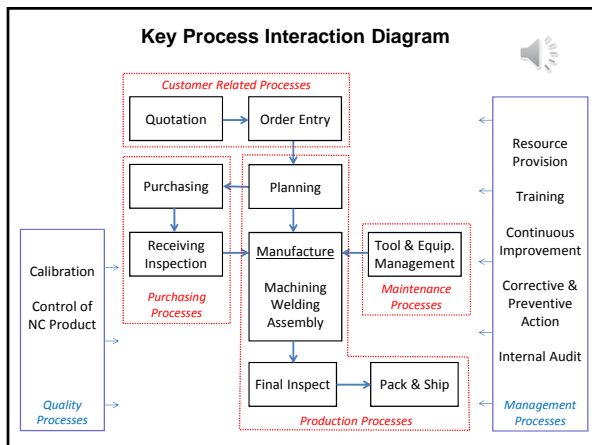 Key Process Interaction Diagram
Customer Related Processes
Quotation
Order Entry
Purchasing
Planning
Receiving
Inspection
Purchasing
Processes
Manufacture
Machining
Welding
Assembly
Tool & Equip.
Management
Maintenance
Processes
Final Inspect
Pack & Ship
Production Processes
Calibration
Control of
NC Product
Quality
Processes
Resource
Provision
Training
Continuous
Improvement
Corrective &
Preventive
Action
Internal Audit
Management
Processes